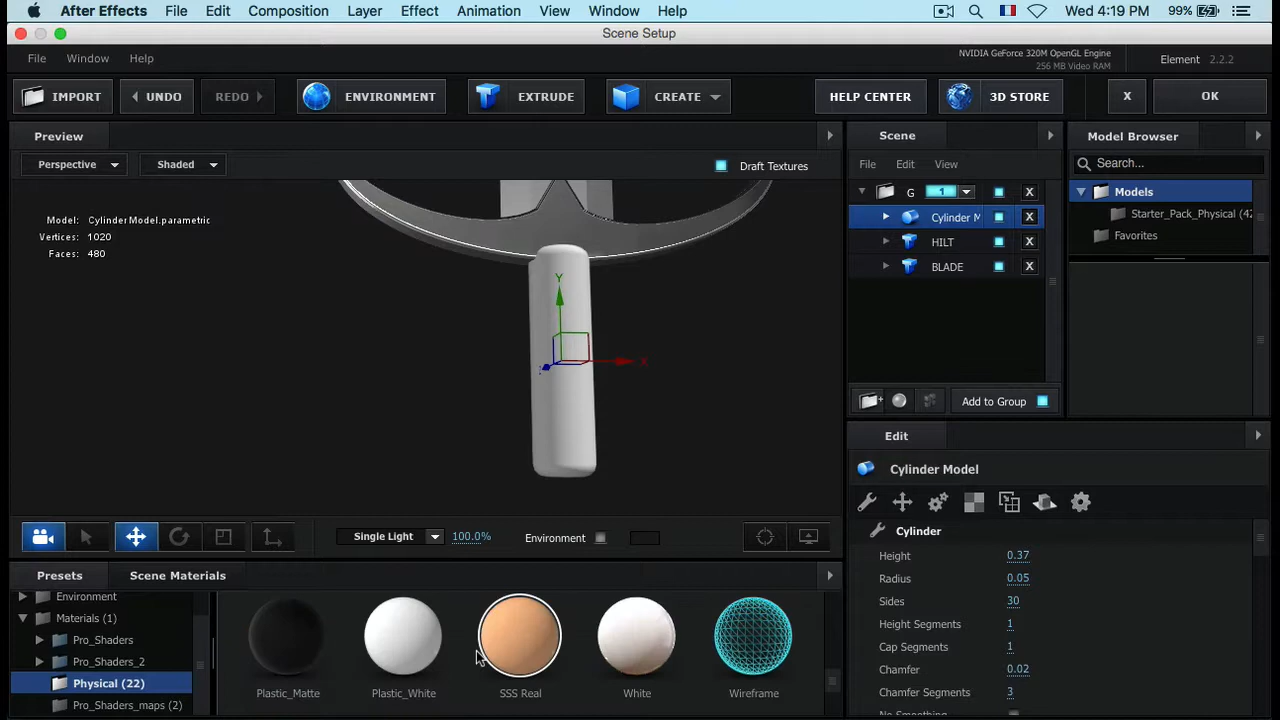 After Effects File Edit Composition Layer Effect Animation View Window Help Wed 4:19 PM 99%
Scene Setup
File Window Help
NVIDIA GeForce 320M OpenGL Engine
256 MB Video RAM
Element 2.2.2
IMPORT UNDO REDO ENVIRONMENT EXTRUDE CREATE HELP CENTER 3D STORE X OK
Preview
Perspective Shaded Draft Textures
Model: CylinderModel.parametric
Vertices: 1020
Faces: 480
Y
X
Single Light 100.0% Environment
Scene
File Edit View
G 1 X
Cylinder M X
HILT X
BLADE X
Add to Group
Model Browser
Search...
Models
Starter_Pack_Physical (42
Favorites
Edit
Cylinder Model
Cylinder
Height 0.37
Radius 0.05
Sides 30
Height Segments 1
Cap Segments 1
Chamfer 0.02
Chamfer Segments 3
No Smoothing
Presets Scene Materials
Environment
Materials (1)
Pro_Shaders
Pro_Shaders_2
Physical (22)
Pro_Shaders_maps (2)
Plastic_Matte Plastic_White SSS Real White Wireframe